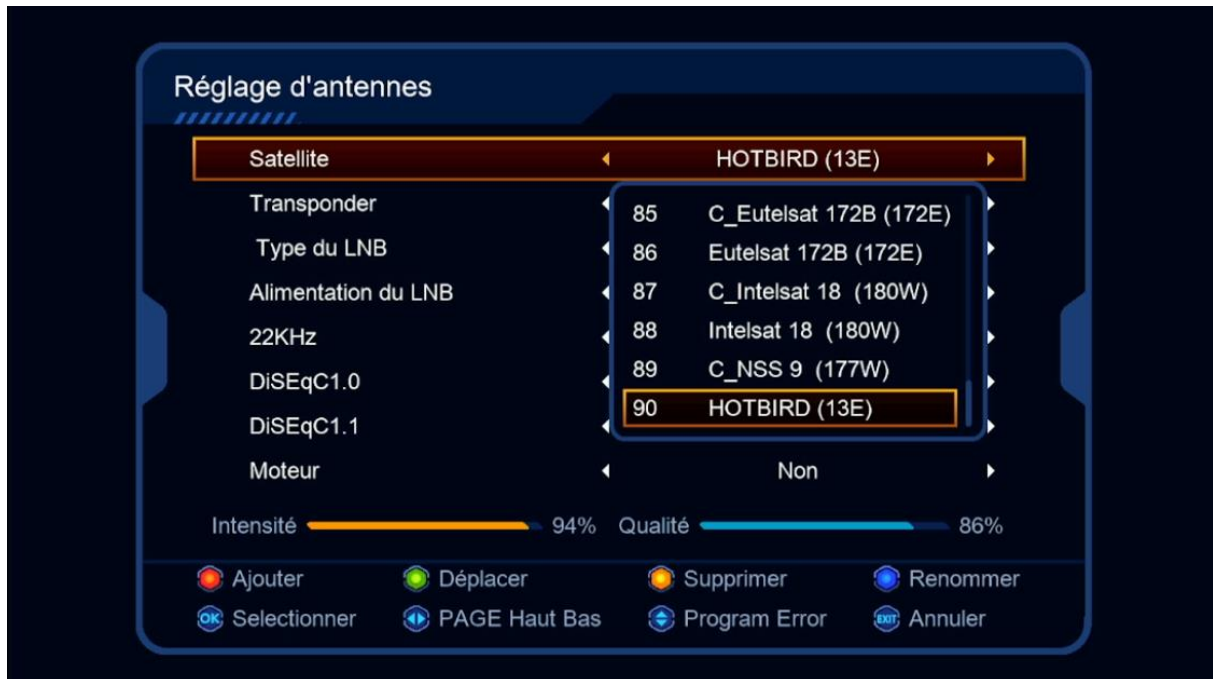 Réglage d'antennes
Satellite HOTBIRD (13E)
Transponder
85 C_Eutelsat 172B (172E)
Type du LNB
86 Eutelsat 172B (172E)
Alimentation du LNB
87 C_Intelsat 18 (180W)
22KHz
88 Intelsat 18 (180W)
DiSEqC1.0
89 C_NSS 9 (177W)
90 HOTBIRD (13E)
DiSEqC1.1
Moteur Non
Intensité 94% Qualité 86%
Ajouter Déplacer Supprimer Renommer
OK Selectionner PAGE Haut Bas Program Error EXIT Annuler